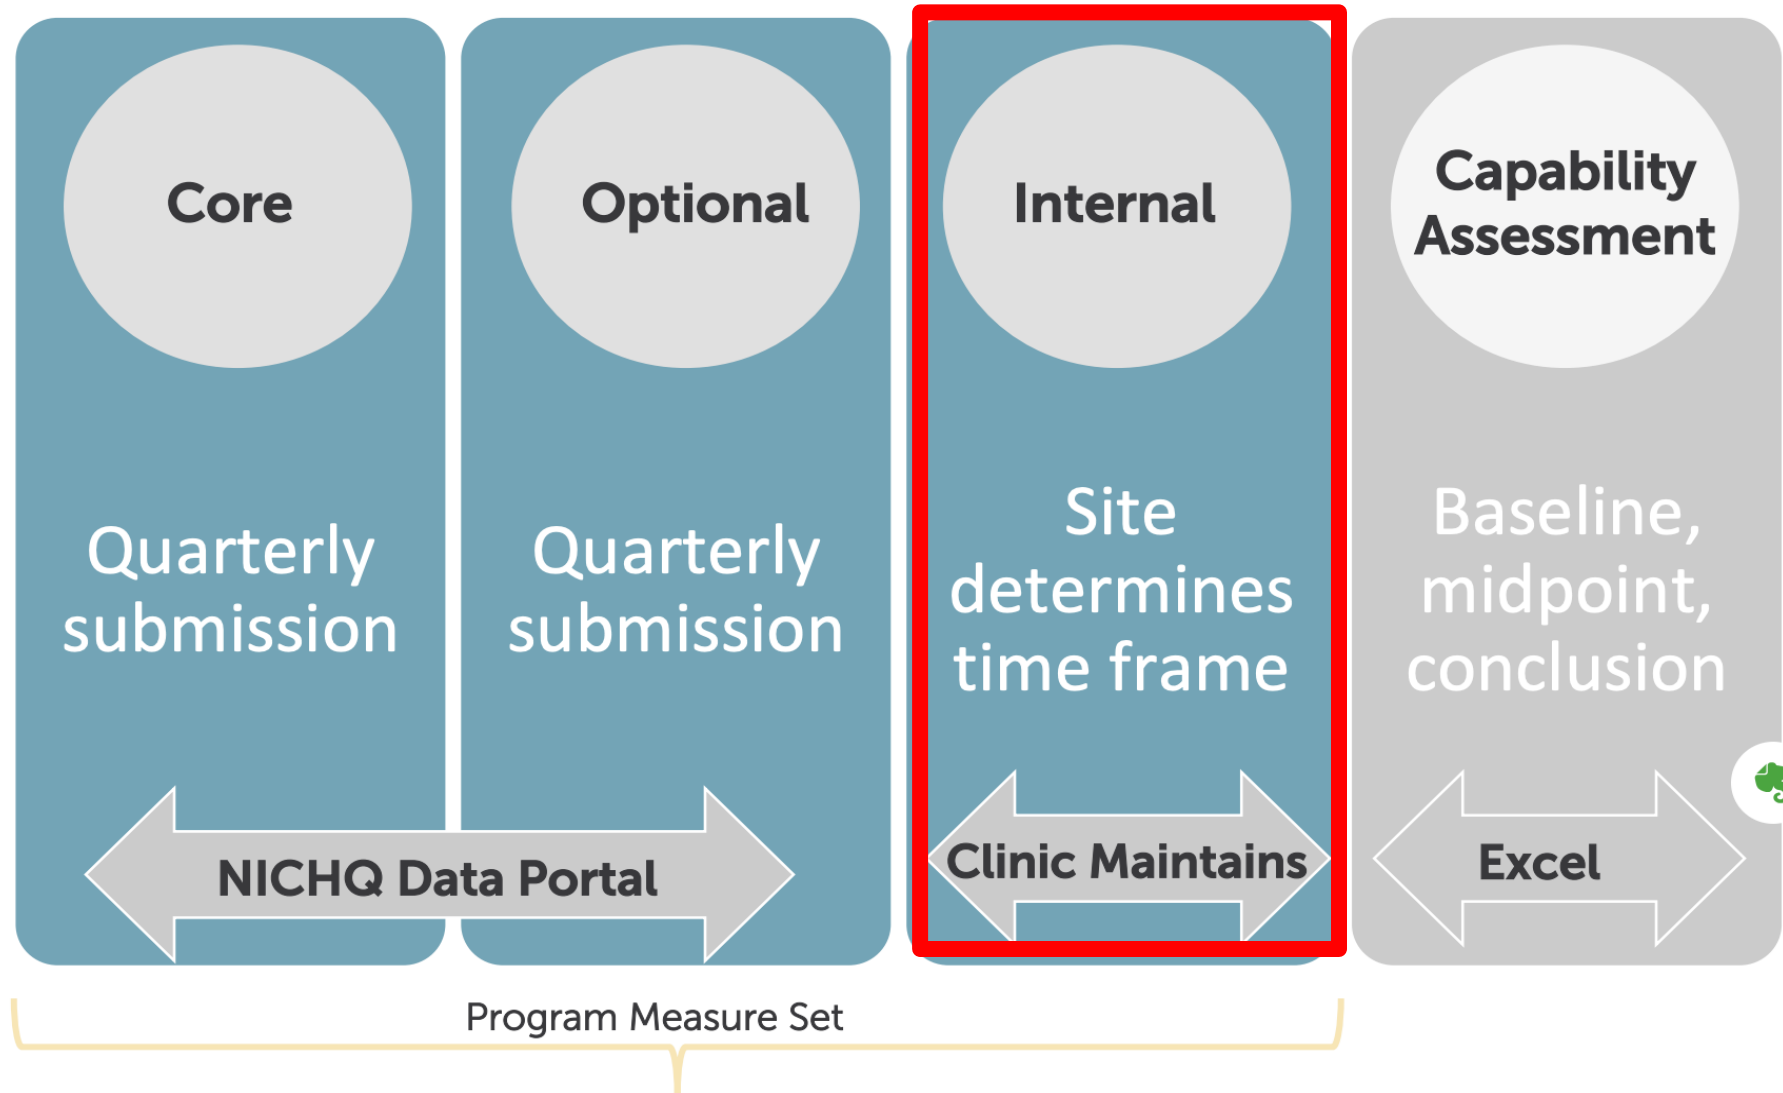 Core
Quarterly
submission
Optional
Quarterly
submission
NICHQ Data Portal
Internal
Site
determines
time frame
Clinic Maintains
Capability
Assessment
Baseline,
midpoint,
conclusion
Excel
Program Measure Set